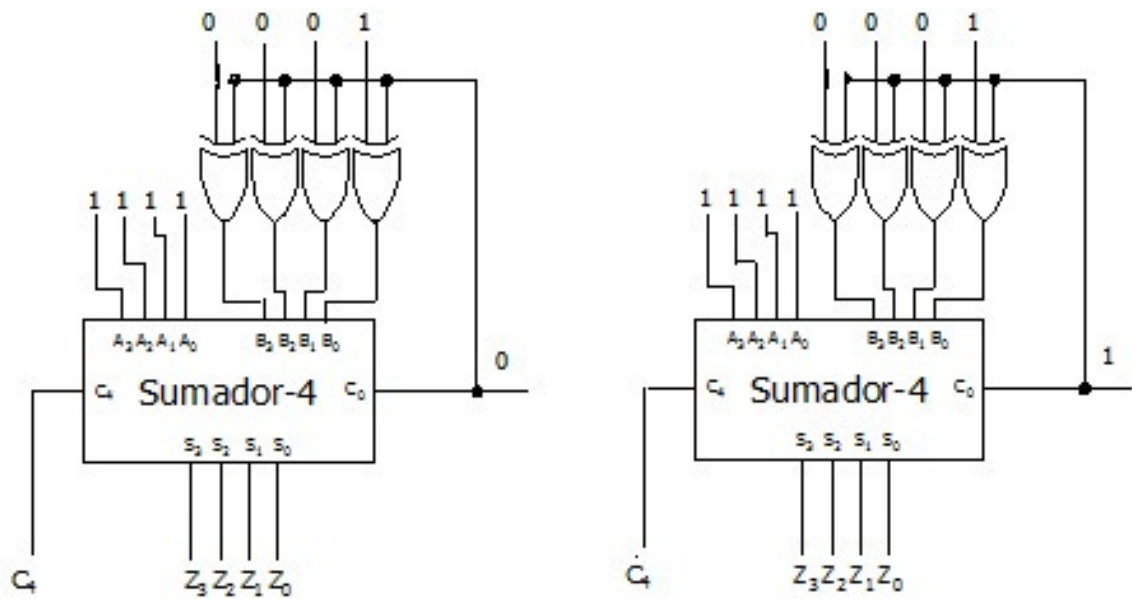 0 0 0 1
1 1 1 1
A₃ A₂ A₁ A₀ B₃ B₂ B₁ B₀
0
C₄ Sumador-4 C₀
S₃ S₂ S₁ S₀
C₄ Z₃ Z₂ Z₁ Z₀
0 0 0 1
1 1 1 1
A₃ A₂ A₁ A₀ B₃ B₂ B₁ B₀
1
C₄ Sumador-4 C₀
S₃ S₂ S₁ S₀
C₄ Z₃ Z₂ Z₁ Z₀